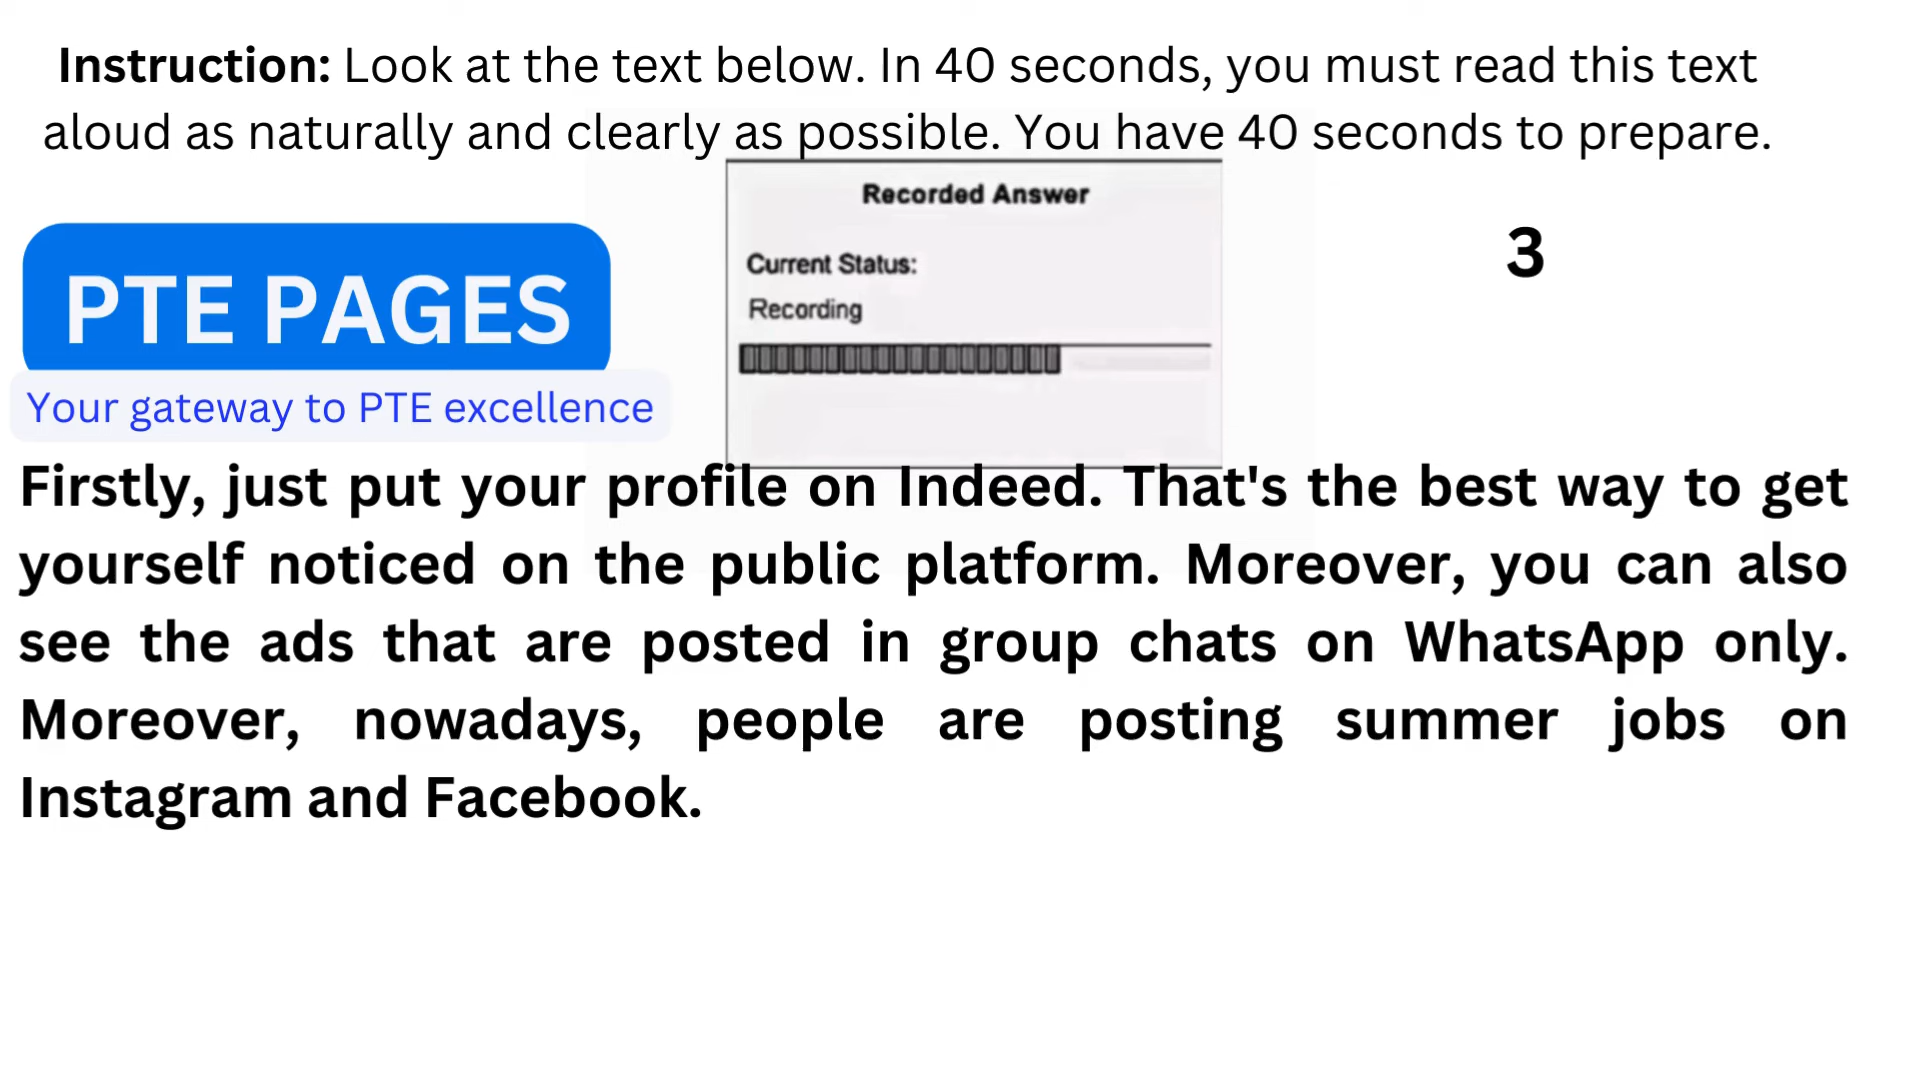 Instruction: Look at the text below. In 40 seconds, you must read this text
aloud as naturally and clearly as possible. You have 40 seconds to prepare.
Recorded Answer
Current Status:
Recording
3
PTE PAGES
Your gateway to PTE excellence
Firstly, just put your profile on Indeed. That's the best way to get
yourself noticed on the public platform. Moreover, you can also
see the ads that are posted in group chats on WhatsApp only.
Moreover, nowadays, people are posting summer jobs on
Instagram and Facebook.